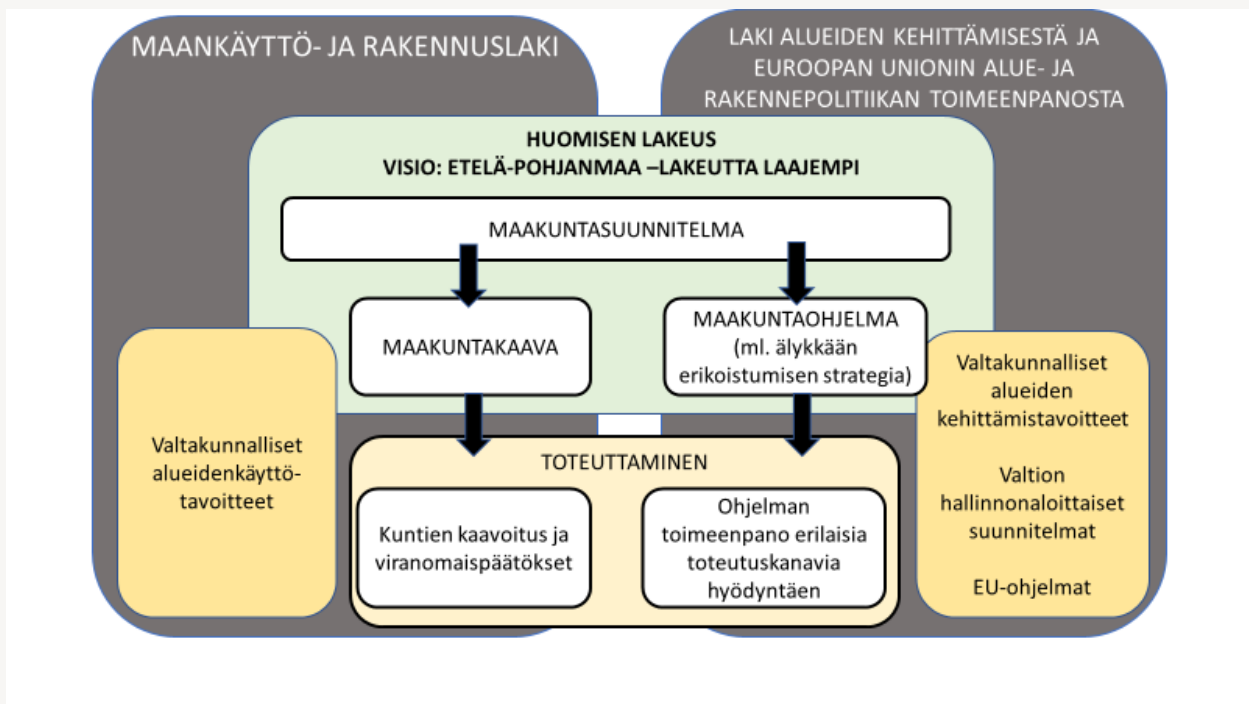 MAANKÄYTTÖ- JA RAKENNUSLAKI
LAKI ALUEIDEN KEHITTÄMISESTÄ JA
EUROOPAN UNIONIN ALUE- JA
RAKENNEPOLITIIKAN TOIMEENPANOSTA
HUOMISEN LAKEUS
VISIO: ETELÄ-POHJANMAA –LAKEUTTA LAAJEMPI
MAAKUNTASUUNNITELMA
MAAKUNTAKAAVA
MAAKUNTAOHJELMA
(ml. älykkään
erikoistumisen strategia)
Valtakunnalliset
alueidenkäyttö-
tavoitteet
Valtakunnalliset
alueiden
kehittämistavoitteet
Valtion
hallinnonaloittaiset
suunnitelmat
EU-ohjelmat
TOTEUTTAMINEN
Kuntien kaavoitus ja
viranomaispäätökset
Ohjelman
toimeenpano erilaisia
toteutuskanavia
hyödyntäen